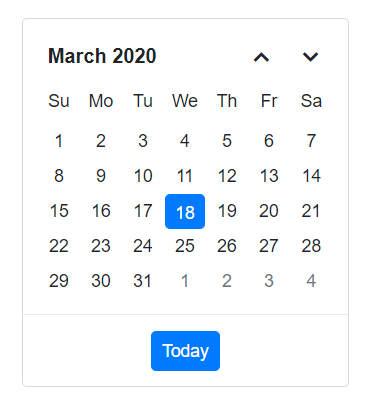 March 2020
Su Mo Tu We Th Fr Sa
1 2 3 4 5 6 7
8 9 10 11 12 13 14
15 16 17 18 19 20 21
22 23 24 25 26 27 28
29 30 31 1 2 3 4
Today